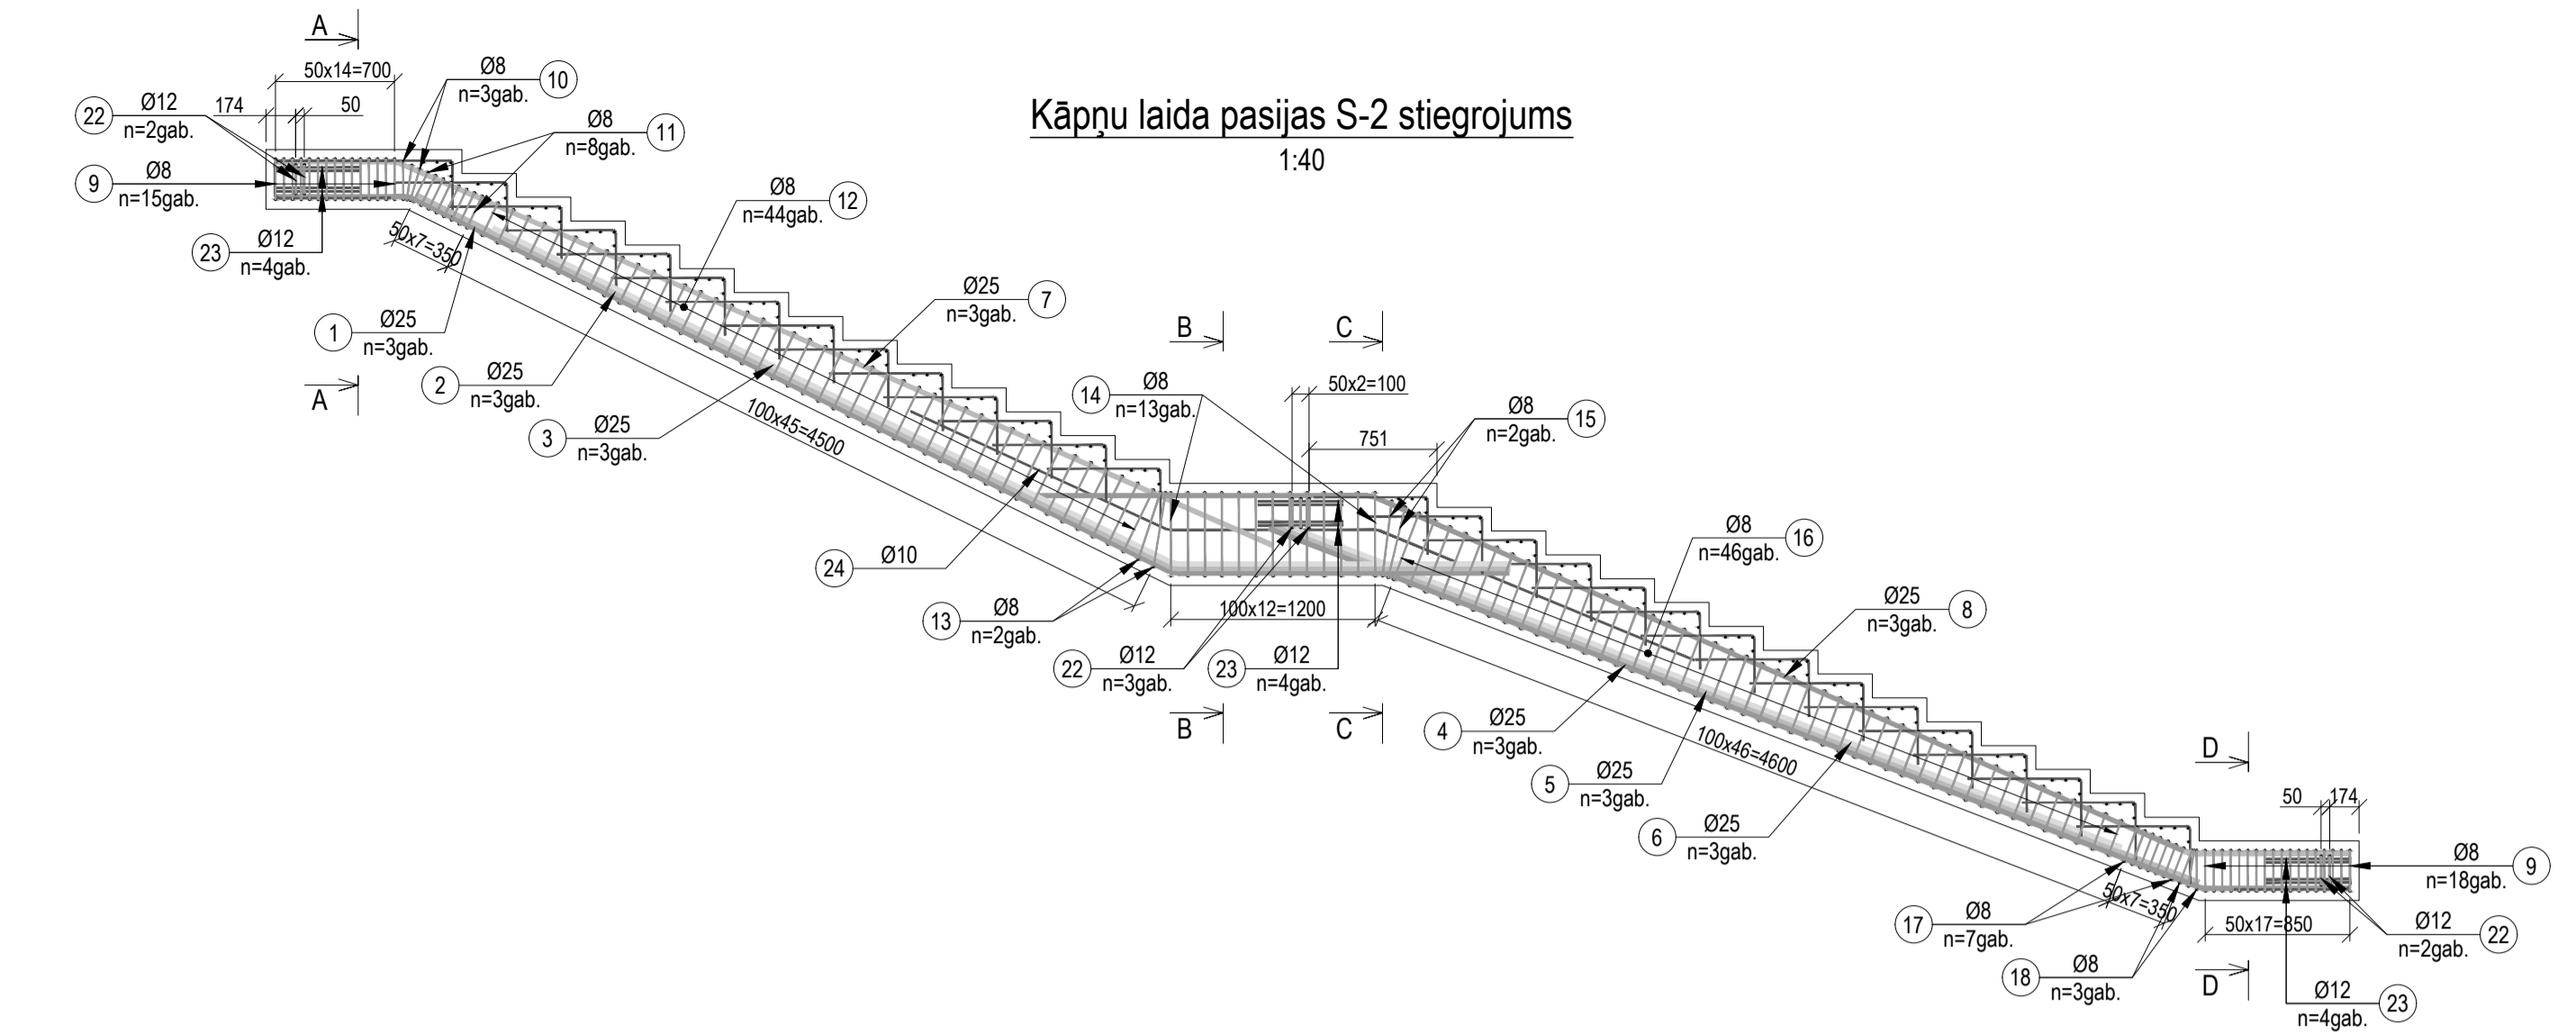 Kāpņu laida pasijas S-2 stiegrojums
1:40
A
50x14=700
174
50
22
Ø12
n=2gab.
9
Ø8
n=15gab.
23
Ø12
n=4gab.
Ø8
n=3gab.
10
Ø8
n=8gab.
11
Ø8
n=44gab.
12
50x7=350
1
Ø25
n=3gab.
A
2
Ø25
n=3gab.
3
Ø25
n=3gab.
Ø25
n=3gab.
7
100x45=4500
B
C
14
Ø8
n=13gab.
50x2=100
751
Ø8
n=2gab.
15
24
Ø10
13
Ø8
n=2gab.
100x12=1200
22
Ø12
n=3gab.
23
Ø12
n=4gab.
B
C
Ø8
n=46gab.
16
Ø25
n=3gab.
8
4
Ø25
n=3gab.
5
Ø25
n=3gab.
6
Ø25
n=3gab.
100x46=4600
D
50
174
Ø8
n=18gab.
9
50x7=350
17
Ø8
n=7gab.
50x17=850
Ø12
n=2gab.
22
18
Ø8
n=3gab.
D
Ø12
n=4gab.
23